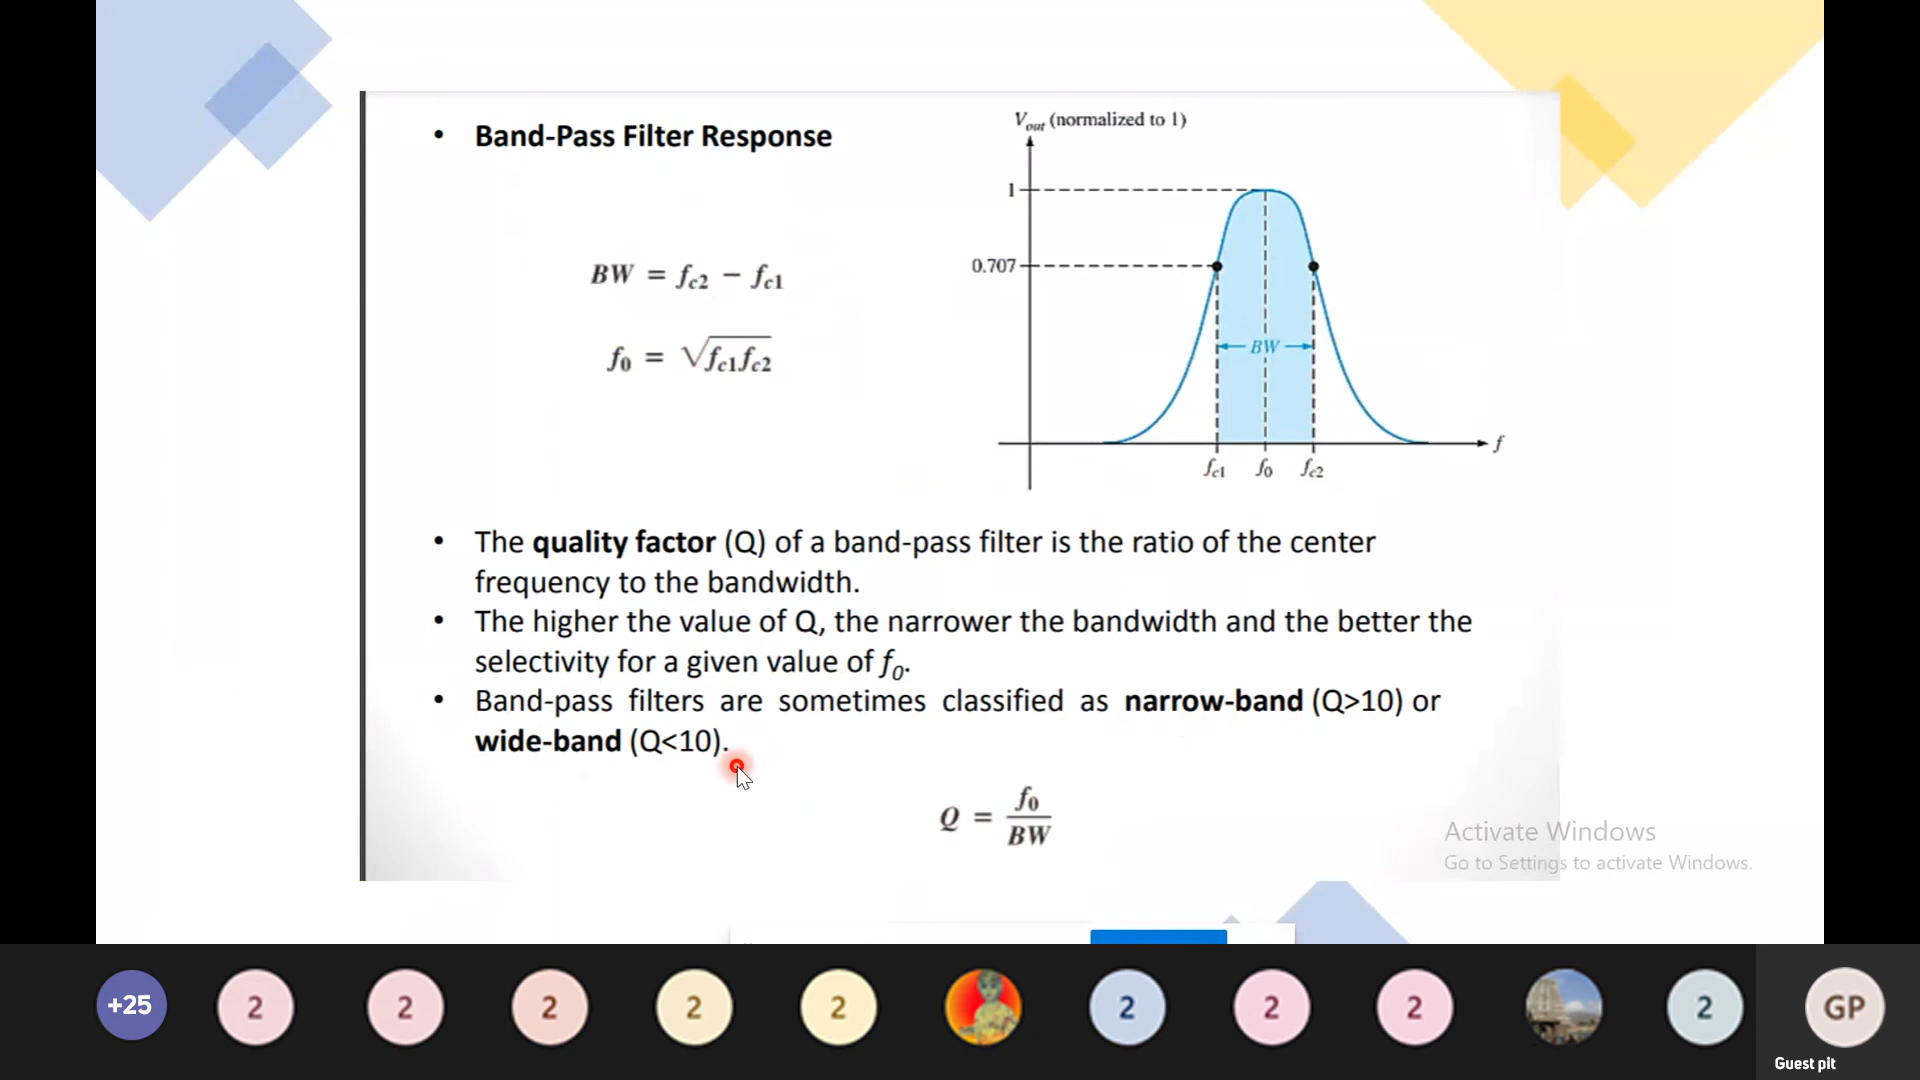 • Band-Pass Filter Response
BW = fc2 − fc1
f0 = √fc1fc2
Vout (normalized to 1)
1
0.707
BW
f
fc1 f0 fc2
• The quality factor (Q) of a band-pass filter is the ratio of the center
frequency to the bandwidth.
• The higher the value of Q, the narrower the bandwidth and the better the
selectivity for a given value of f0.
• Band-pass filters are sometimes classified as narrow-band (Q>10) or
wide-band (Q<10).
Q = f0
BW
Activate Windows
Go to Settings to activate Windows.
+25 2 2 2 2 2 2 2 2 2 GP
Guest pit